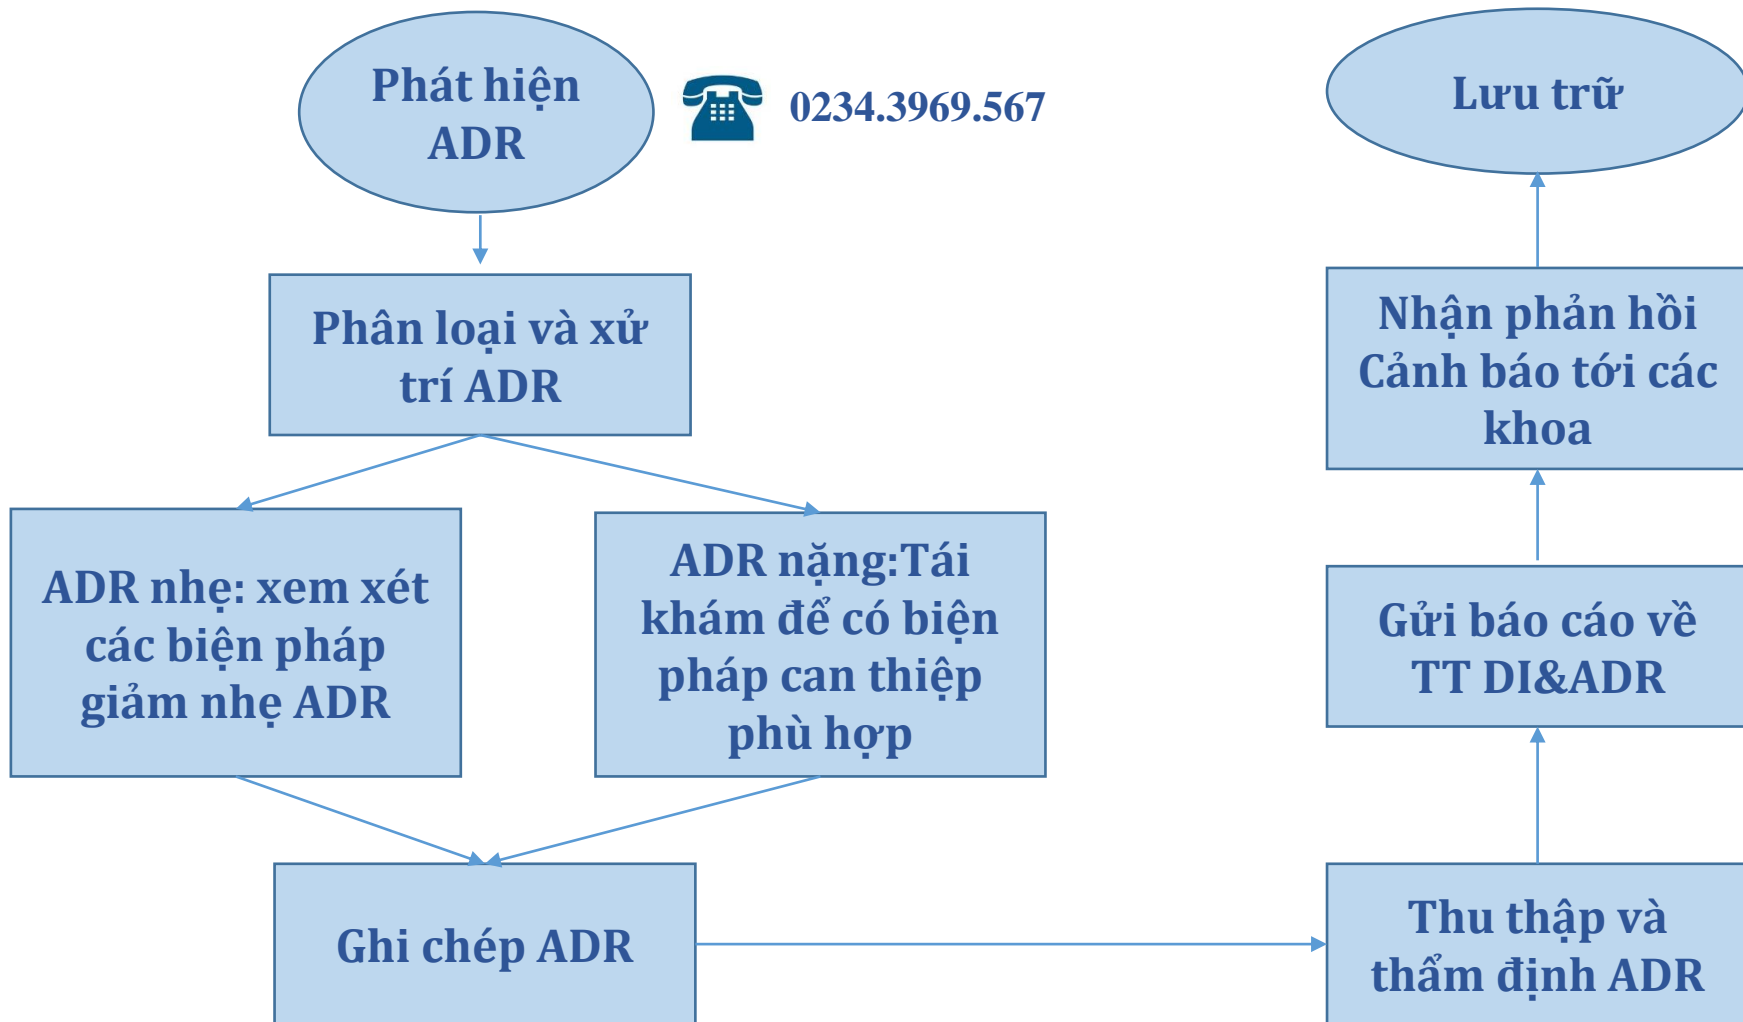 Phát hiện
ADR
0234.3969.567
Phân loại và xử
trí ADR
ADR nhẹ: xem xét
các biện pháp
giảm nhẹ ADR
ADR nặng:Tái
khám để có biện
pháp can thiệp
phù hợp
Ghi chép ADR
Thu thập và
thẩm định ADR
Gửi báo cáo về
TT DI&ADR
Nhận phản hồi
Cảnh báo tới các
khoa
Lưu trữ